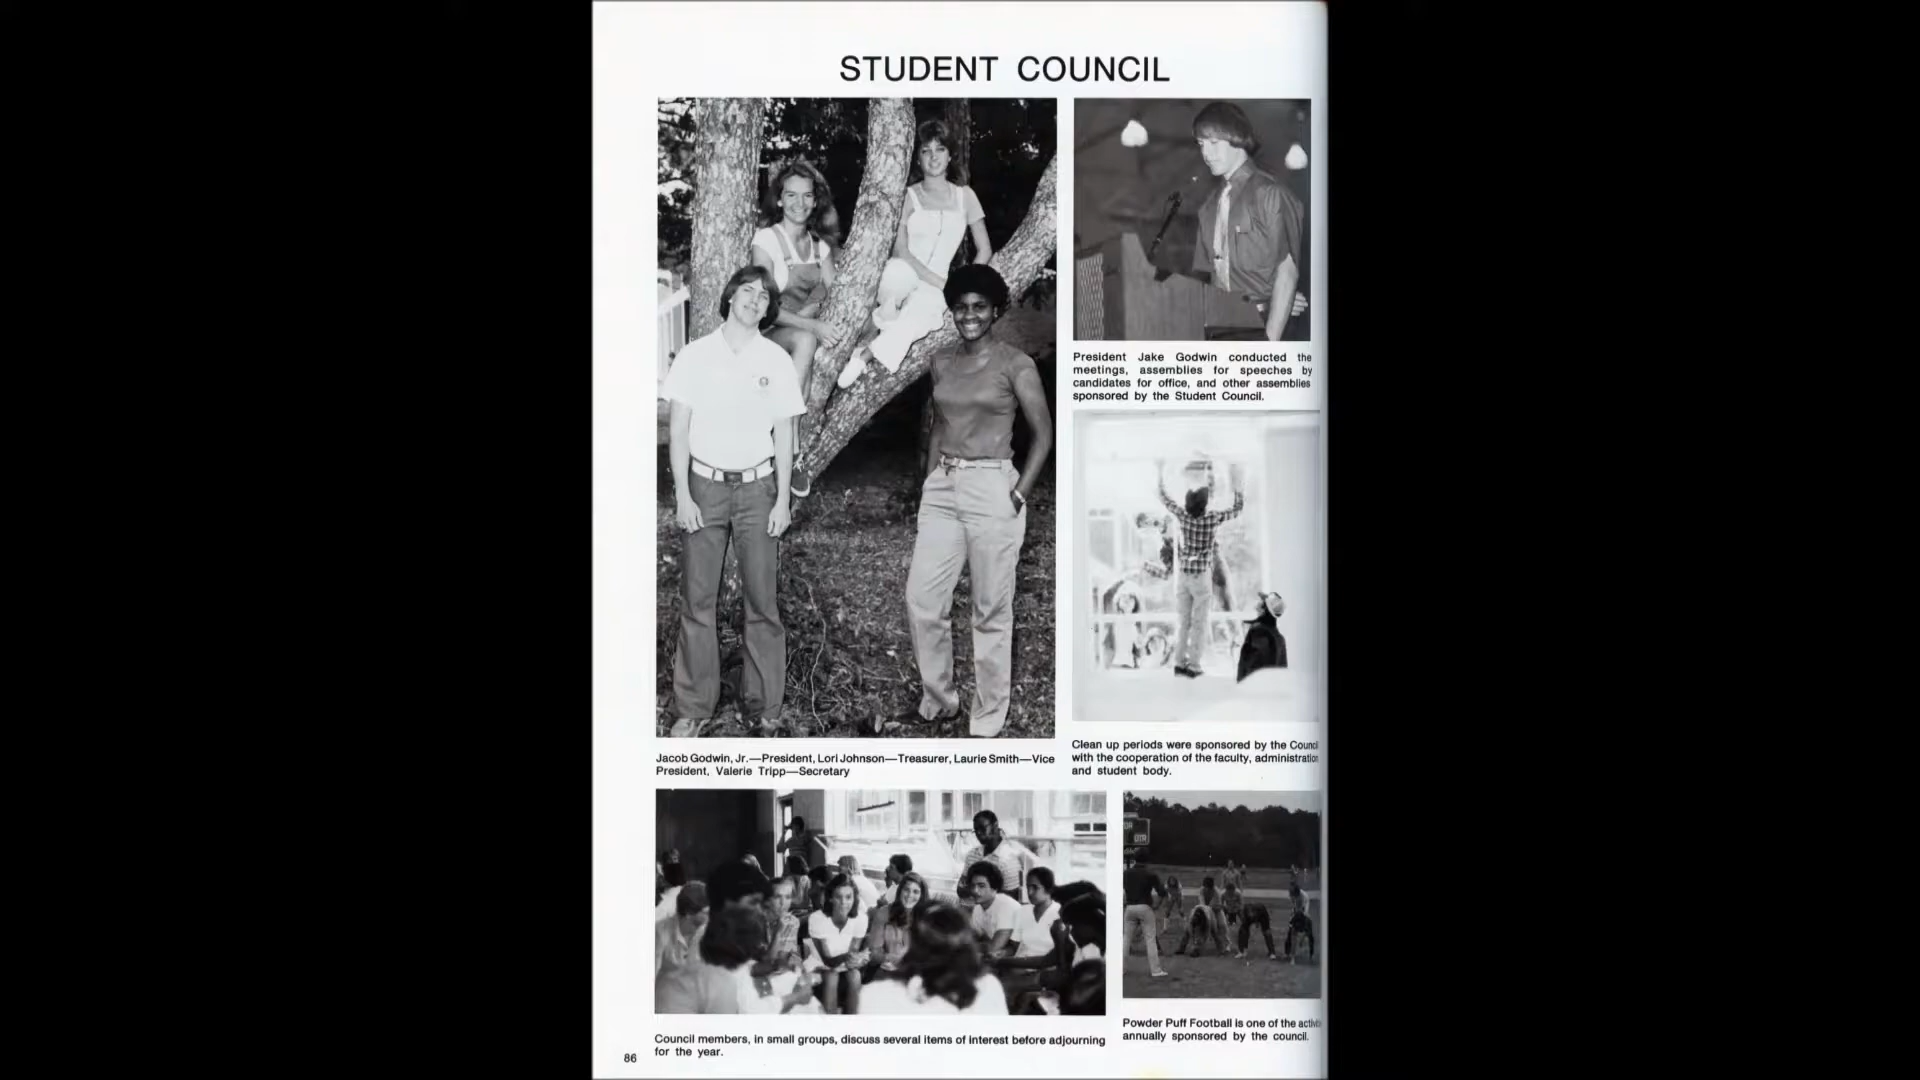 STUDENT COUNCIL
President Jake Godwin conducted the
meetings, assemblies for speeches by
candidates for office, and other assemblies
sponsored by the Student Council.
Jacob Godwin, Jr.—President, Lori Johnson—Treasurer, Laurie Smith—Vice
President, Valerie Tripp—Secretary
Clean up periods were sponsored by the Council
with the cooperation of the faculty, administration
and student body.
Council members, in small groups, discuss several items of interest before adjourning
for the year.
Powder Puff Football is one of the
annually sponsored by the council.
86